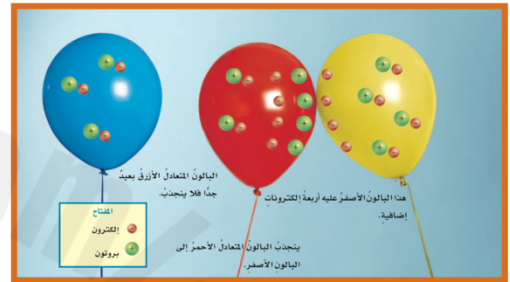 البالونُ المتعادلُ الأزرقُ بعيدٌ
جدًّا فلا ينجذبُ.
هذا البالونُ الأصفرُ عليه أربعةُ إلكتروناتٍ
إضافيةٍ.
المفتاح
إلكترون
بروتون
ينجذبُ البالونُ المتعادلُ الأحمرُ إلى
البالونِ الأصفرِ.